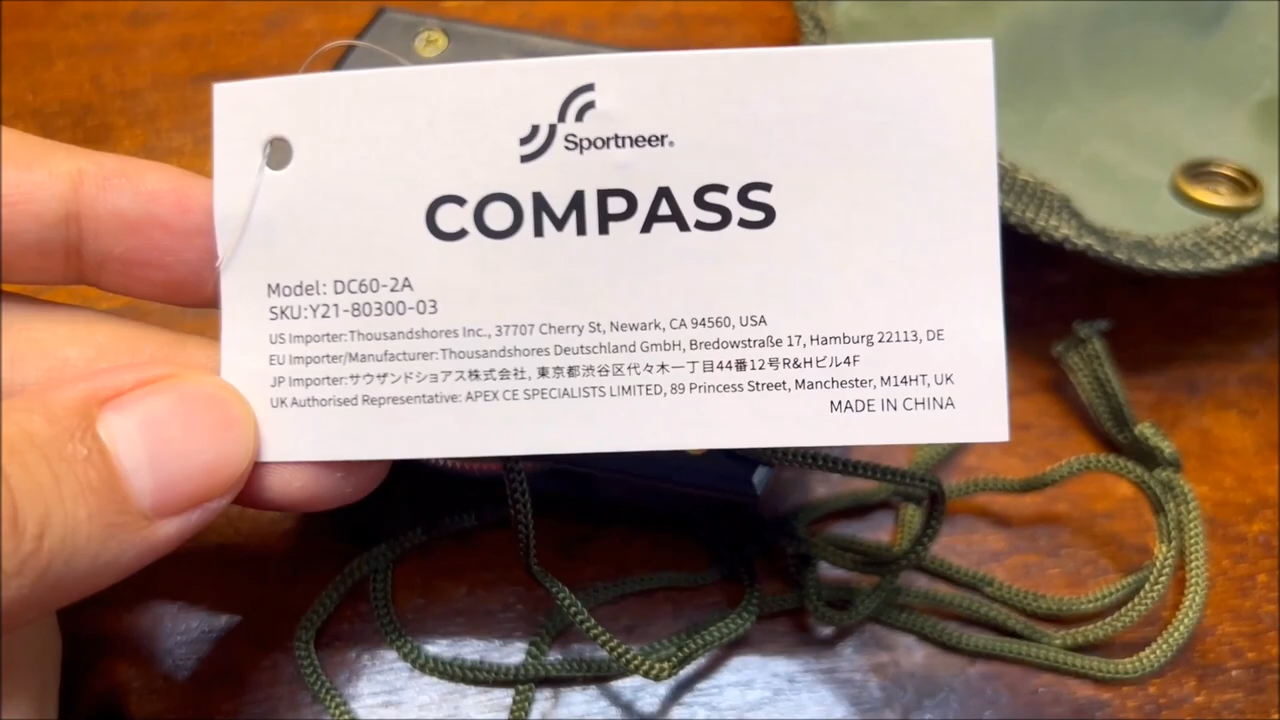 Sportneer®
COMPASS
Model: DC60-2A
SKU:Y21-80300-03
US Importer:Thousandshores Inc., 37707 Cherry St, Newark, CA 94560, USA
EU Importer/Manufacturer:Thousandshores Deutschland GmbH, Bredowstraße 17, Hamburg 22113, DE
JP Importer:サウザンドショアス株式会社, 東京都渋谷区代々木一丁目44番12号R&Hビル4F
UK Authorised Representative: APEX CE SPECIALISTS LIMITED, 89 Princess Street, Manchester, M14HT, UK
MADE IN CHINA